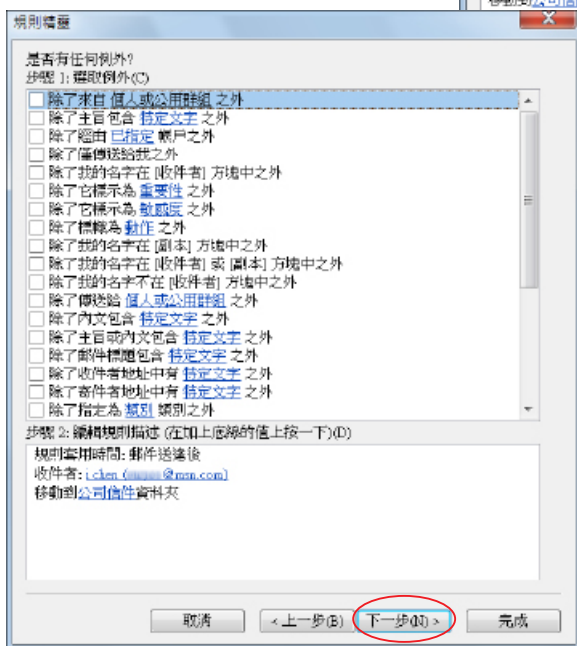 移動到公司信
規則精靈
是否有任何例外?
步驟 1: 選取例外(C)
除了來自 個人或公用群組 之外
除了主旨包含 特定文字 之外
除了經由 已指定 帳戶之外
除了僅傳送給我之外
除了我的名字在 [收件者] 方塊中之外
除了它標示為 重要性 之外
除了它標示為 敏感度 之外
除了標幟為 動作 之外
除了我的名字在 [副本] 方塊中之外
除了我的名字在 [收件者] 或 [副本] 方塊中之外
除了我的名字不在 [收件者] 方塊中之外
除了傳送給 個人或公用群組 之外
除了內文包含 特定文字 之外
除了主旨或內文包含 特定文字 之外
除了郵件標題包含 特定文字 之外
除了收件者地址中有 特定文字 之外
除了寄件者地址中有 特定文字 之外
除了指定為 類別 類別之外
步驟 2: 編輯規則描述 (在加上底線的值上按一下)(D)
規則套用時間: 郵件送達後
收件者: i chen ( @msn.com)
移動到公司信件資料夾
取消 < 上一步(B) 下一步(N) > 完成